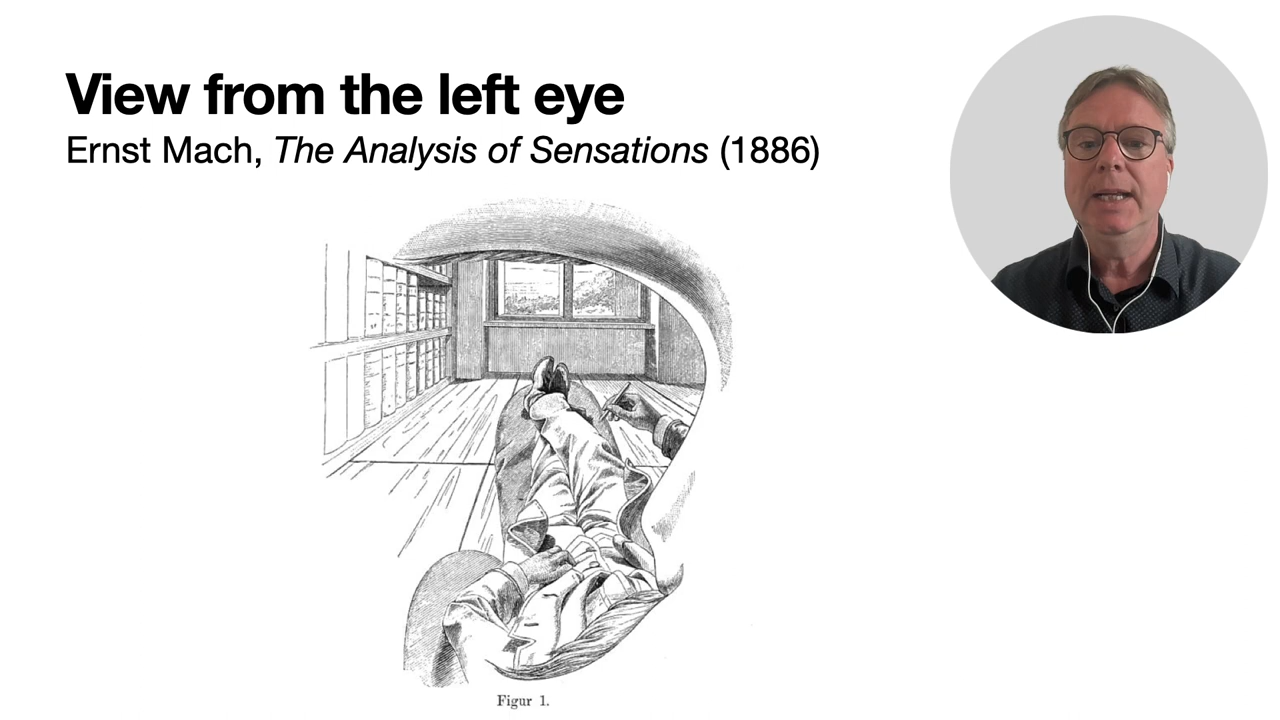 View from the left eye
Ernst Mach, The Analysis of Sensations (1886)
Figur 1.